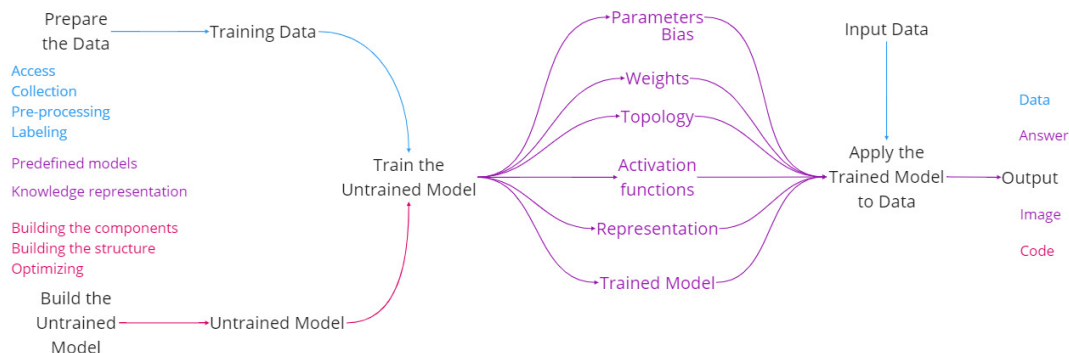 Prepare
the Data
Training Data
Access
Collection
Pre-processing
Labeling
Predefined models
Knowledge representation
Building the components
Building the structure
Optimizing
Build the
Untrained
Model
Untrained Model
Train the
Untrained Model
Parameters
Bias
Weights
Topology
Activation
functions
Representation
Trained Model
Input Data
Apply the
Trained Model
to Data
Output
Data
Answer
Image
Code